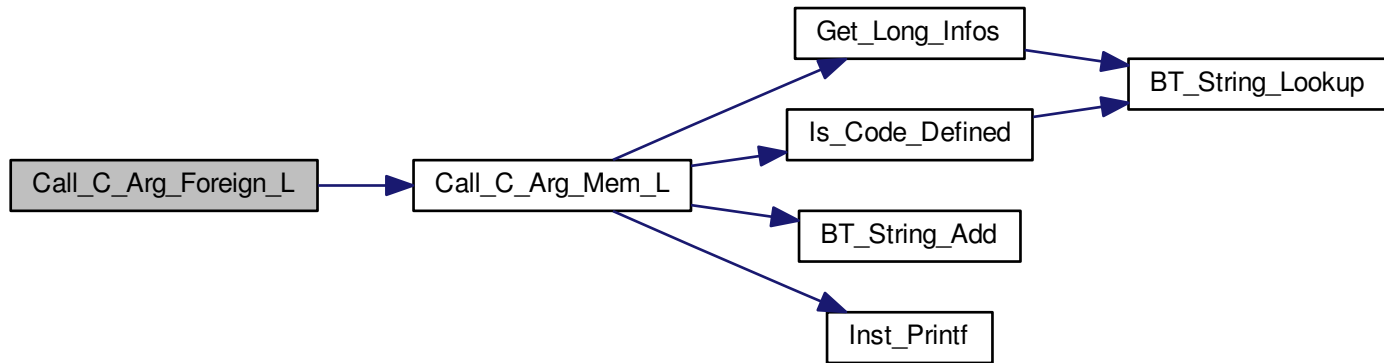 Call_C_Arg_Foreign_L
Call_C_Arg_Mem_L
Get_Long_Infos
Is_Code_Defined
BT_String_Add
Inst_Printf
BT_String_Lookup